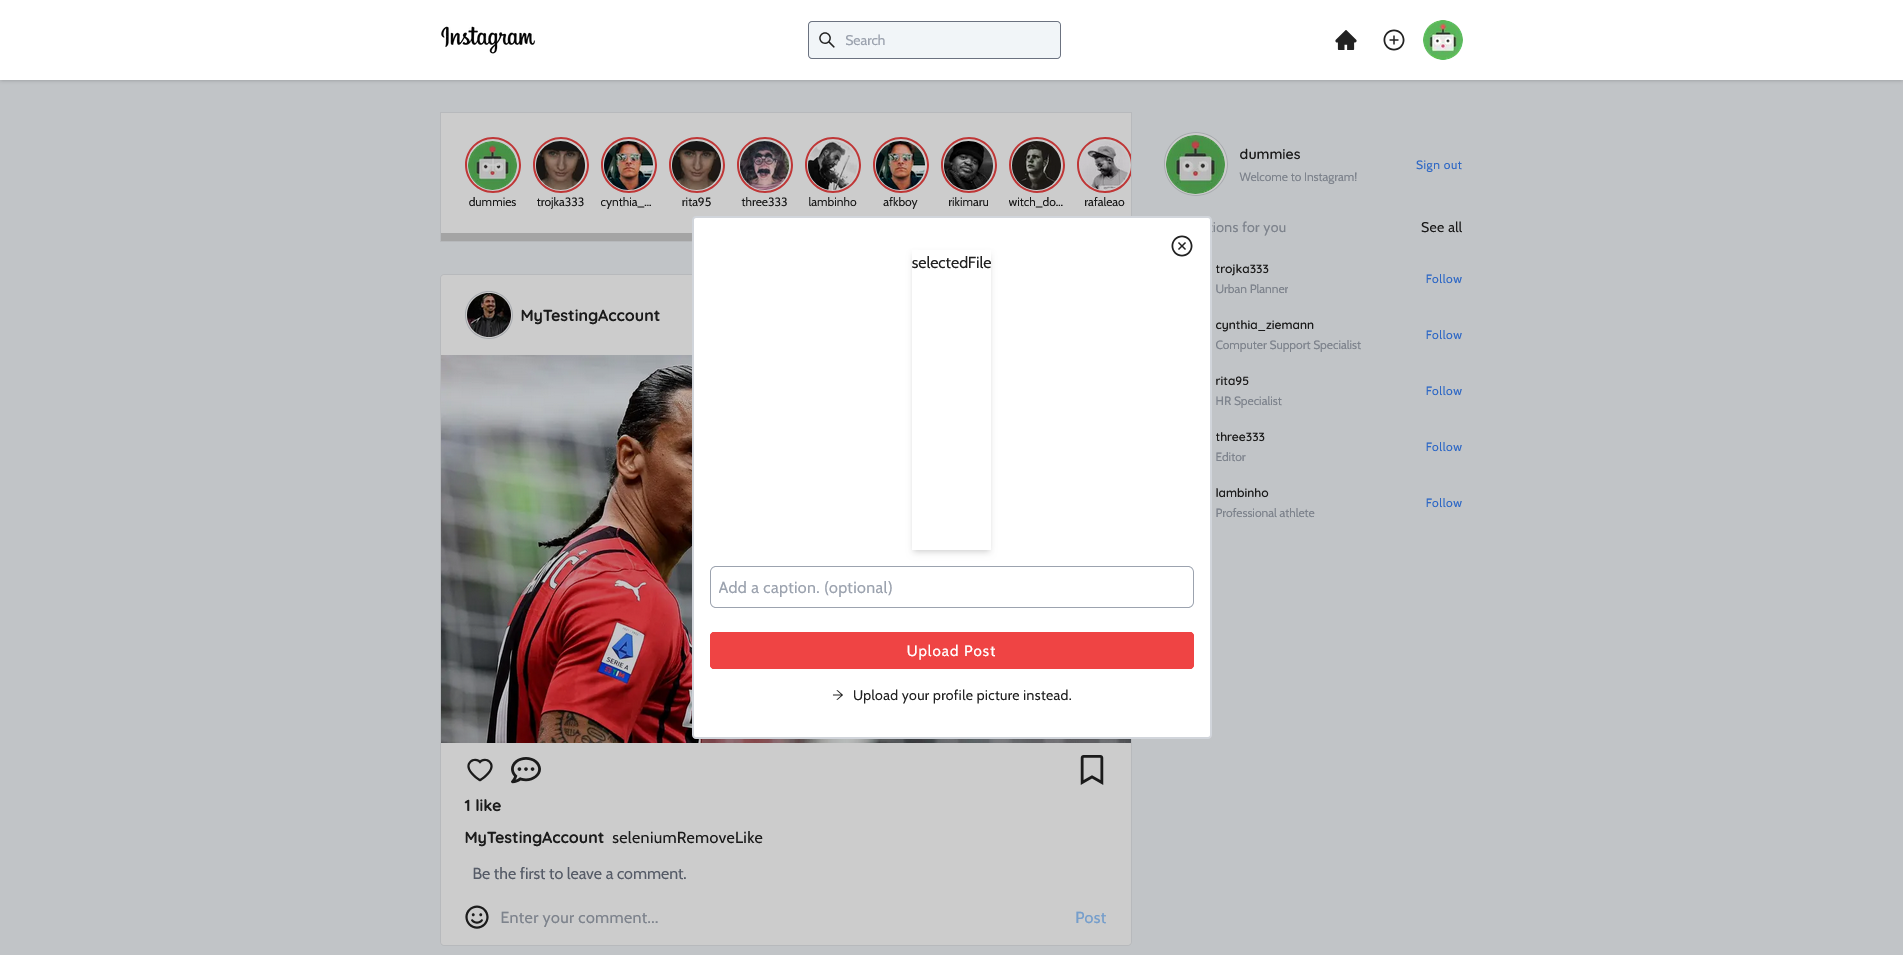 Instagram
Search
dummies
trojka333
cynthia_...
rita95
three333
lambinho
afkboy
rikimaru
witch_do...
rafaleao
dummies
Welcome to Instagram!
Sign out
ions for you
See all
trojka333
Urban Planner
Follow
cynthia_ziemann
Computer Support Specialist
Follow
rita95
HR Specialist
Follow
three333
Editor
Follow
lambinho
Professional athlete
Follow
selectedFile
Add a caption. (optional)
Upload Post
→ Upload your profile picture instead.
MyTestingAccount
SERIE A
1 like
MyTestingAccount seleniumRemoveLike
Be the first to leave a comment.
Enter your comment...
Post